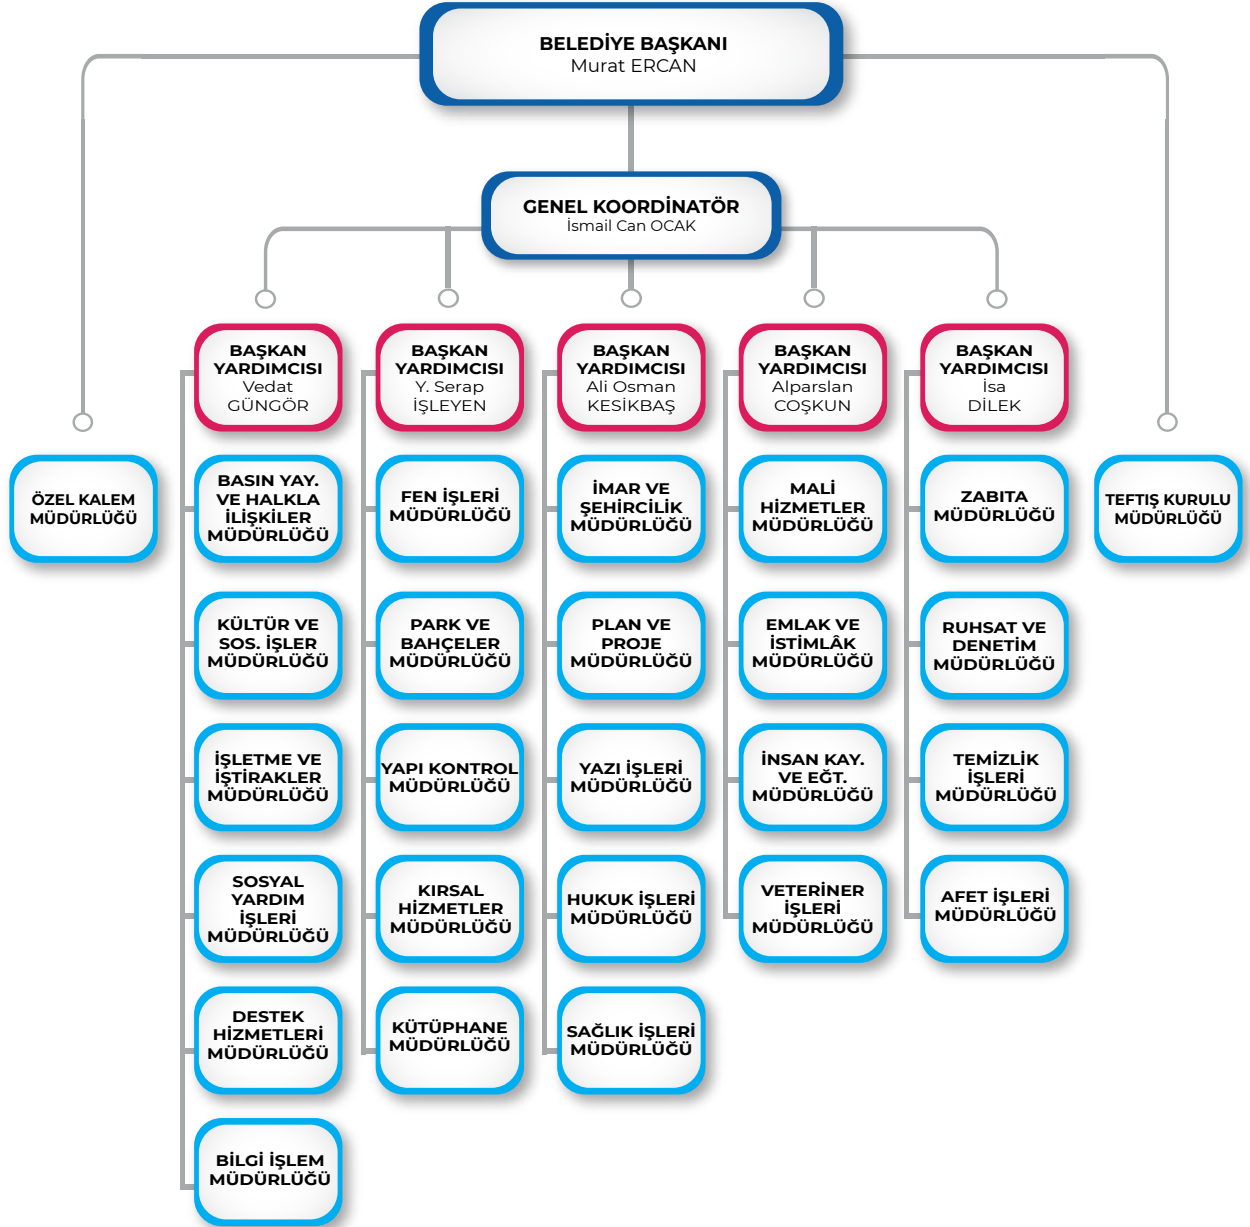 BELEDİYE BAŞKANI
Murat ERCAN
GENEL KOORDİNATÖR
İsmail Can OCAK
BAŞKAN
YARDIMCISI
Vedat
GÜNGÖR
BAŞKAN
YARDIMCISI
Y. Serap
İŞLEYEN
BAŞKAN
YARDIMCISI
Ali Osman
KESİKBAŞ
BAŞKAN
YARDIMCISI
Alparslan
COŞKUN
BAŞKAN
YARDIMCISI
İsa
DİLEK
ÖZEL KALEM
MÜDÜRLÜĞÜ
BASIN YAY.
VE HALKLA
İLİŞKİLER
MÜDÜRLÜĞÜ
FEN İŞLERİ
MÜDÜRLÜĞÜ
İMAR VE
ŞEHİRCİLİK
MÜDÜRLÜĞÜ
MALİ
HİZMETLER
MÜDÜRLÜĞÜ
ZABITA
MÜDÜRLÜĞÜ
TEFTIŞ KURULU
MÜDÜRLÜĞÜ
KÜLTÜR VE
SOS. İŞLER
MÜDÜRLÜĞÜ
PARK VE
BAHÇELER
MÜDÜRLÜĞÜ
PLAN VE
PROJE
MÜDÜRLÜĞÜ
EMLAK VE
İSTİMLÂK
MÜDÜRLÜĞÜ
RUHSAT VE
DENETİM
MÜDÜRLÜĞÜ
İŞLETME VE
İŞTİRAKLER
MÜDÜRLÜĞÜ
YAPI KONTROL
MÜDÜRLÜĞÜ
YAZI İŞLERİ
MÜDÜRLÜĞÜ
İNSAN KAY.
VE EĞT.
MÜDÜRLÜĞÜ
TEMİZLİK
İŞLERİ
MÜDÜRLÜĞÜ
SOSYAL
YARDIM
İŞLERİ
MÜDÜRLÜĞÜ
KIRSAL
HİZMETLER
MÜDÜRLÜĞÜ
HUKUK İŞLERİ
MÜDÜRLÜĞÜ
VETERİNER
İŞLERİ
MÜDÜRLÜĞÜ
AFET İŞLERİ
MÜDÜRLÜĞÜ
DESTEK
HİZMETLERİ
MÜDÜRLÜĞÜ
KÜTÜPHANE
MÜDÜRLÜĞÜ
SAĞLIK İŞLERİ
MÜDÜRLÜĞÜ
BİLGİ İŞLEM
MÜDÜRLÜĞÜ